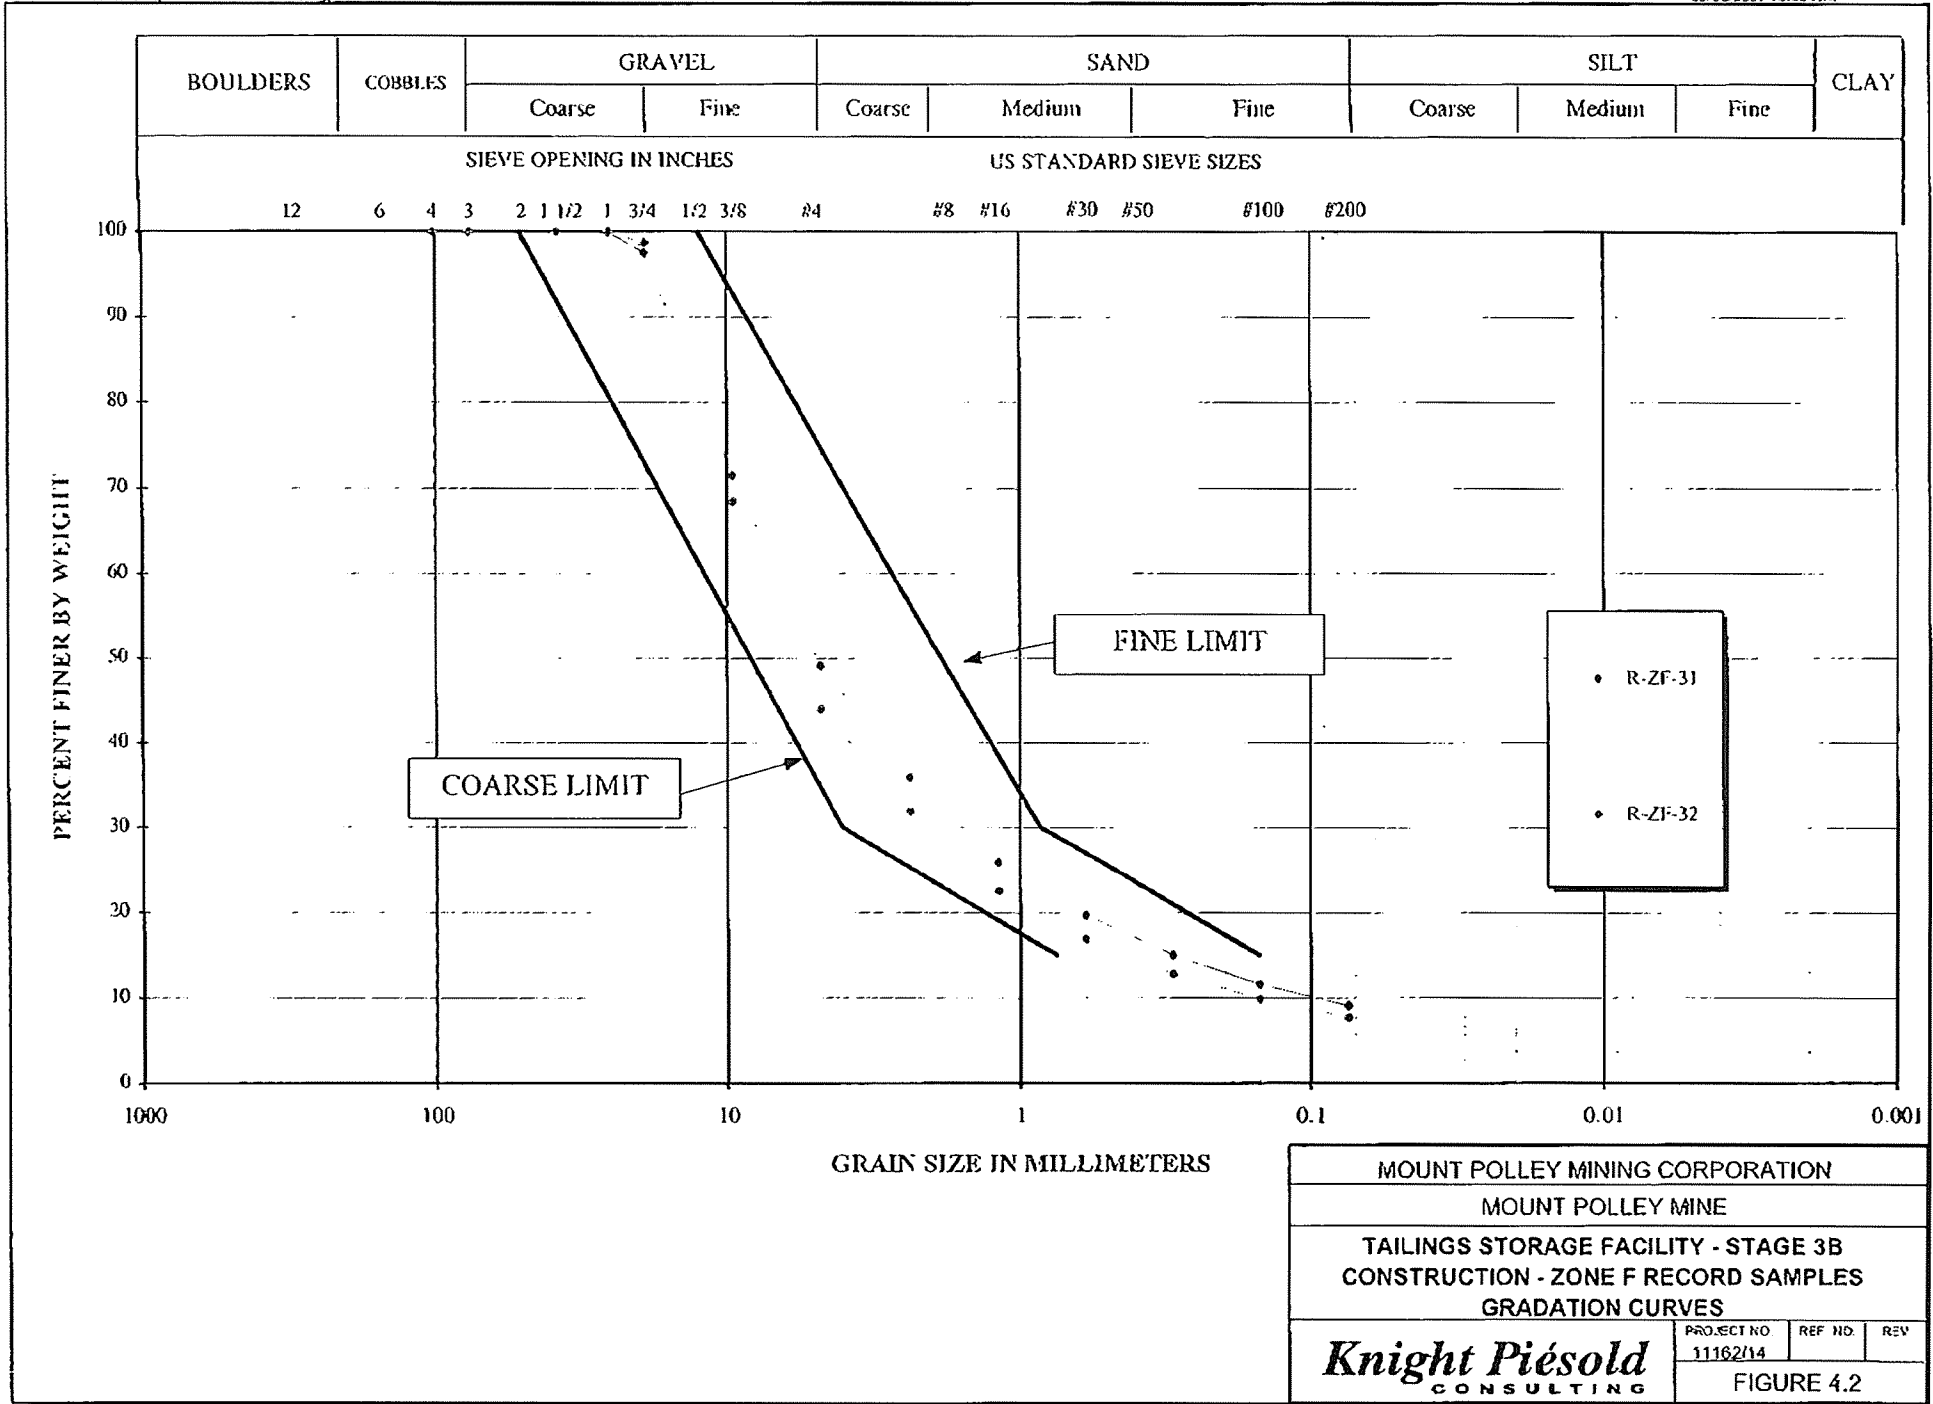 BOULDERS COBBLES GRAVEL SAND SILT CLAY
Coarse Fine Coarse Medium Fine Coarse Medium Fine
SIEVE OPENING IN INCHES US STANDARD SIEVE SIZES
12 6 4 3 2 1 1/2 1 3/4 1/2 3/8 #4 #8 #16 #30 #50 #100 #200
100
90
80
70
60
50
40
30
20
10
0
PERCENT FINER BY WEIGHT
FINE LIMIT
COARSE LIMIT
R-ZF-31
R-ZF-32
1000 100 10 1 0.1 0.01 0.001
GRAIN SIZE IN MILLIMETERS
MOUNT POLLEY MINING CORPORATION
MOUNT POLLEY MINE
TAILINGS STORAGE FACILITY - STAGE 3B
CONSTRUCTION - ZONE F RECORD SAMPLES
GRADATION CURVES
Knight Piésold
CONSULTING
PROJECT NO. REF NO. REV
11162/14
FIGURE 4.2